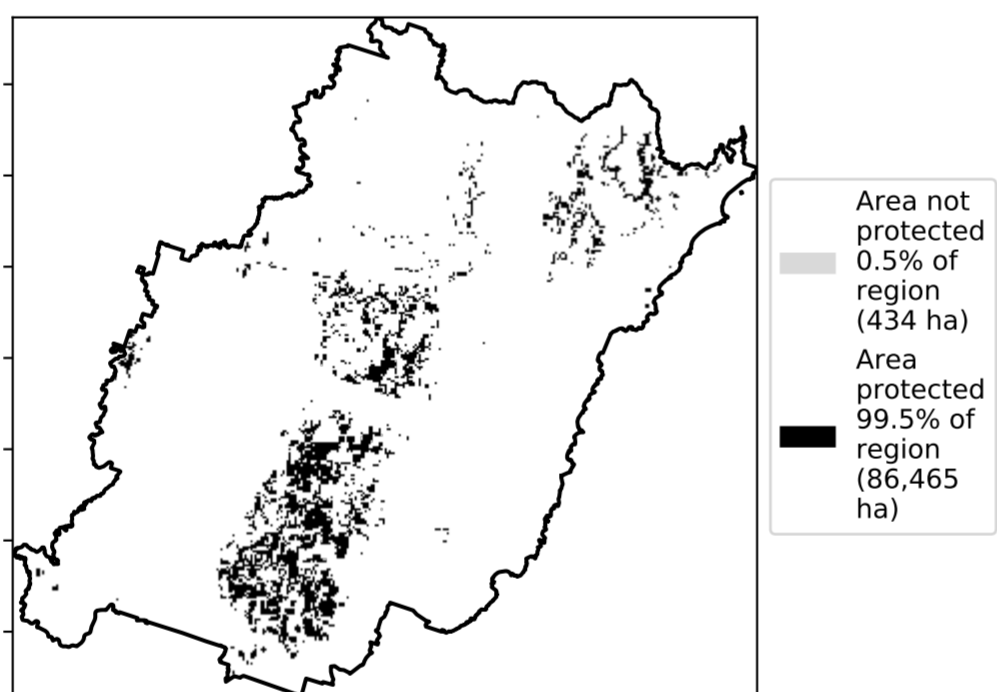 Area not
protected
0.5% of
region
(434 ha)
Area
protected
99.5% of
region
(86,465
ha)